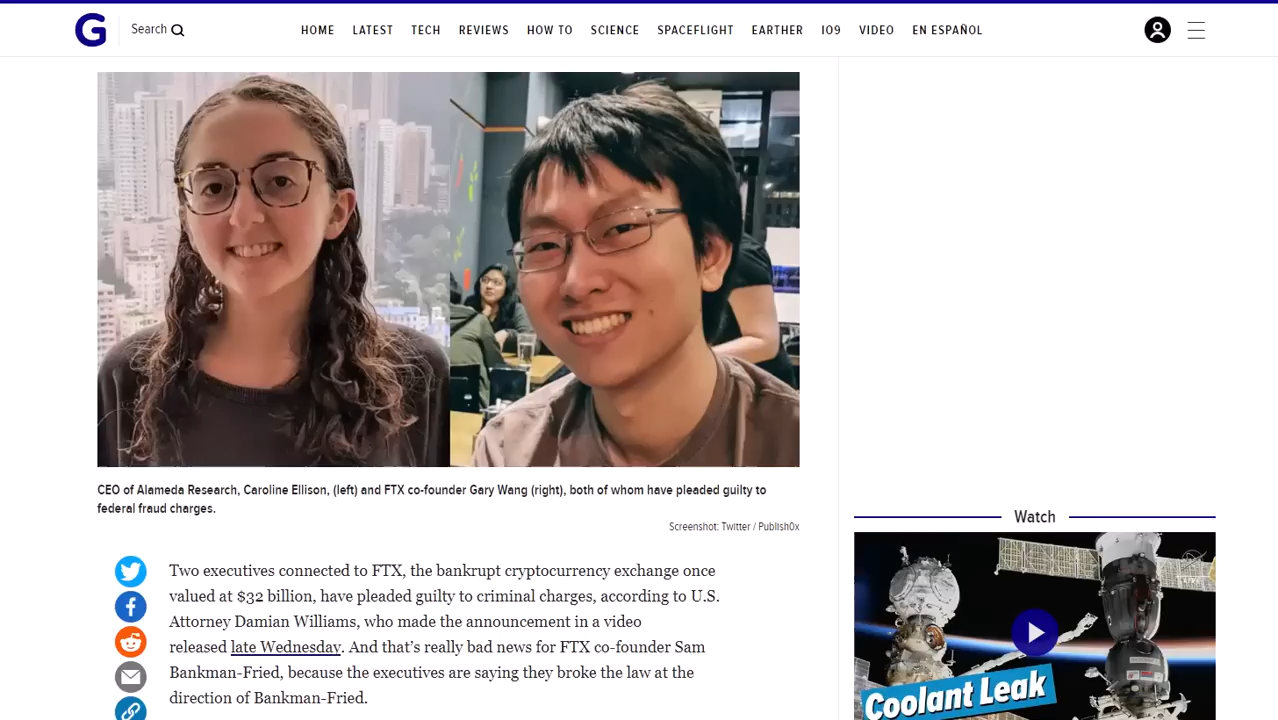 G
Search
HOME LATEST TECH REVIEWS HOW TO SCIENCE SPACEFLIGHT EARTHER IO9 VIDEO EN ESPAÑOL
CEO of Alameda Research, Caroline Ellison, (left) and FTX co-founder Gary Wang (right), both of whom have pleaded guilty to
federal fraud charges.
Screenshot: Twitter / Publish0x
Two executives connected to FTX, the bankrupt cryptocurrency exchange once
valued at $32 billion, have pleaded guilty to criminal charges, according to U.S.
Attorney Damian Williams, who made the announcement in a video
released late Wednesday. And that’s really bad news for FTX co-founder Sam
Bankman-Fried, because the executives are saying they broke the law at the
direction of Bankman-Fried.
Watch
Coolant Leak